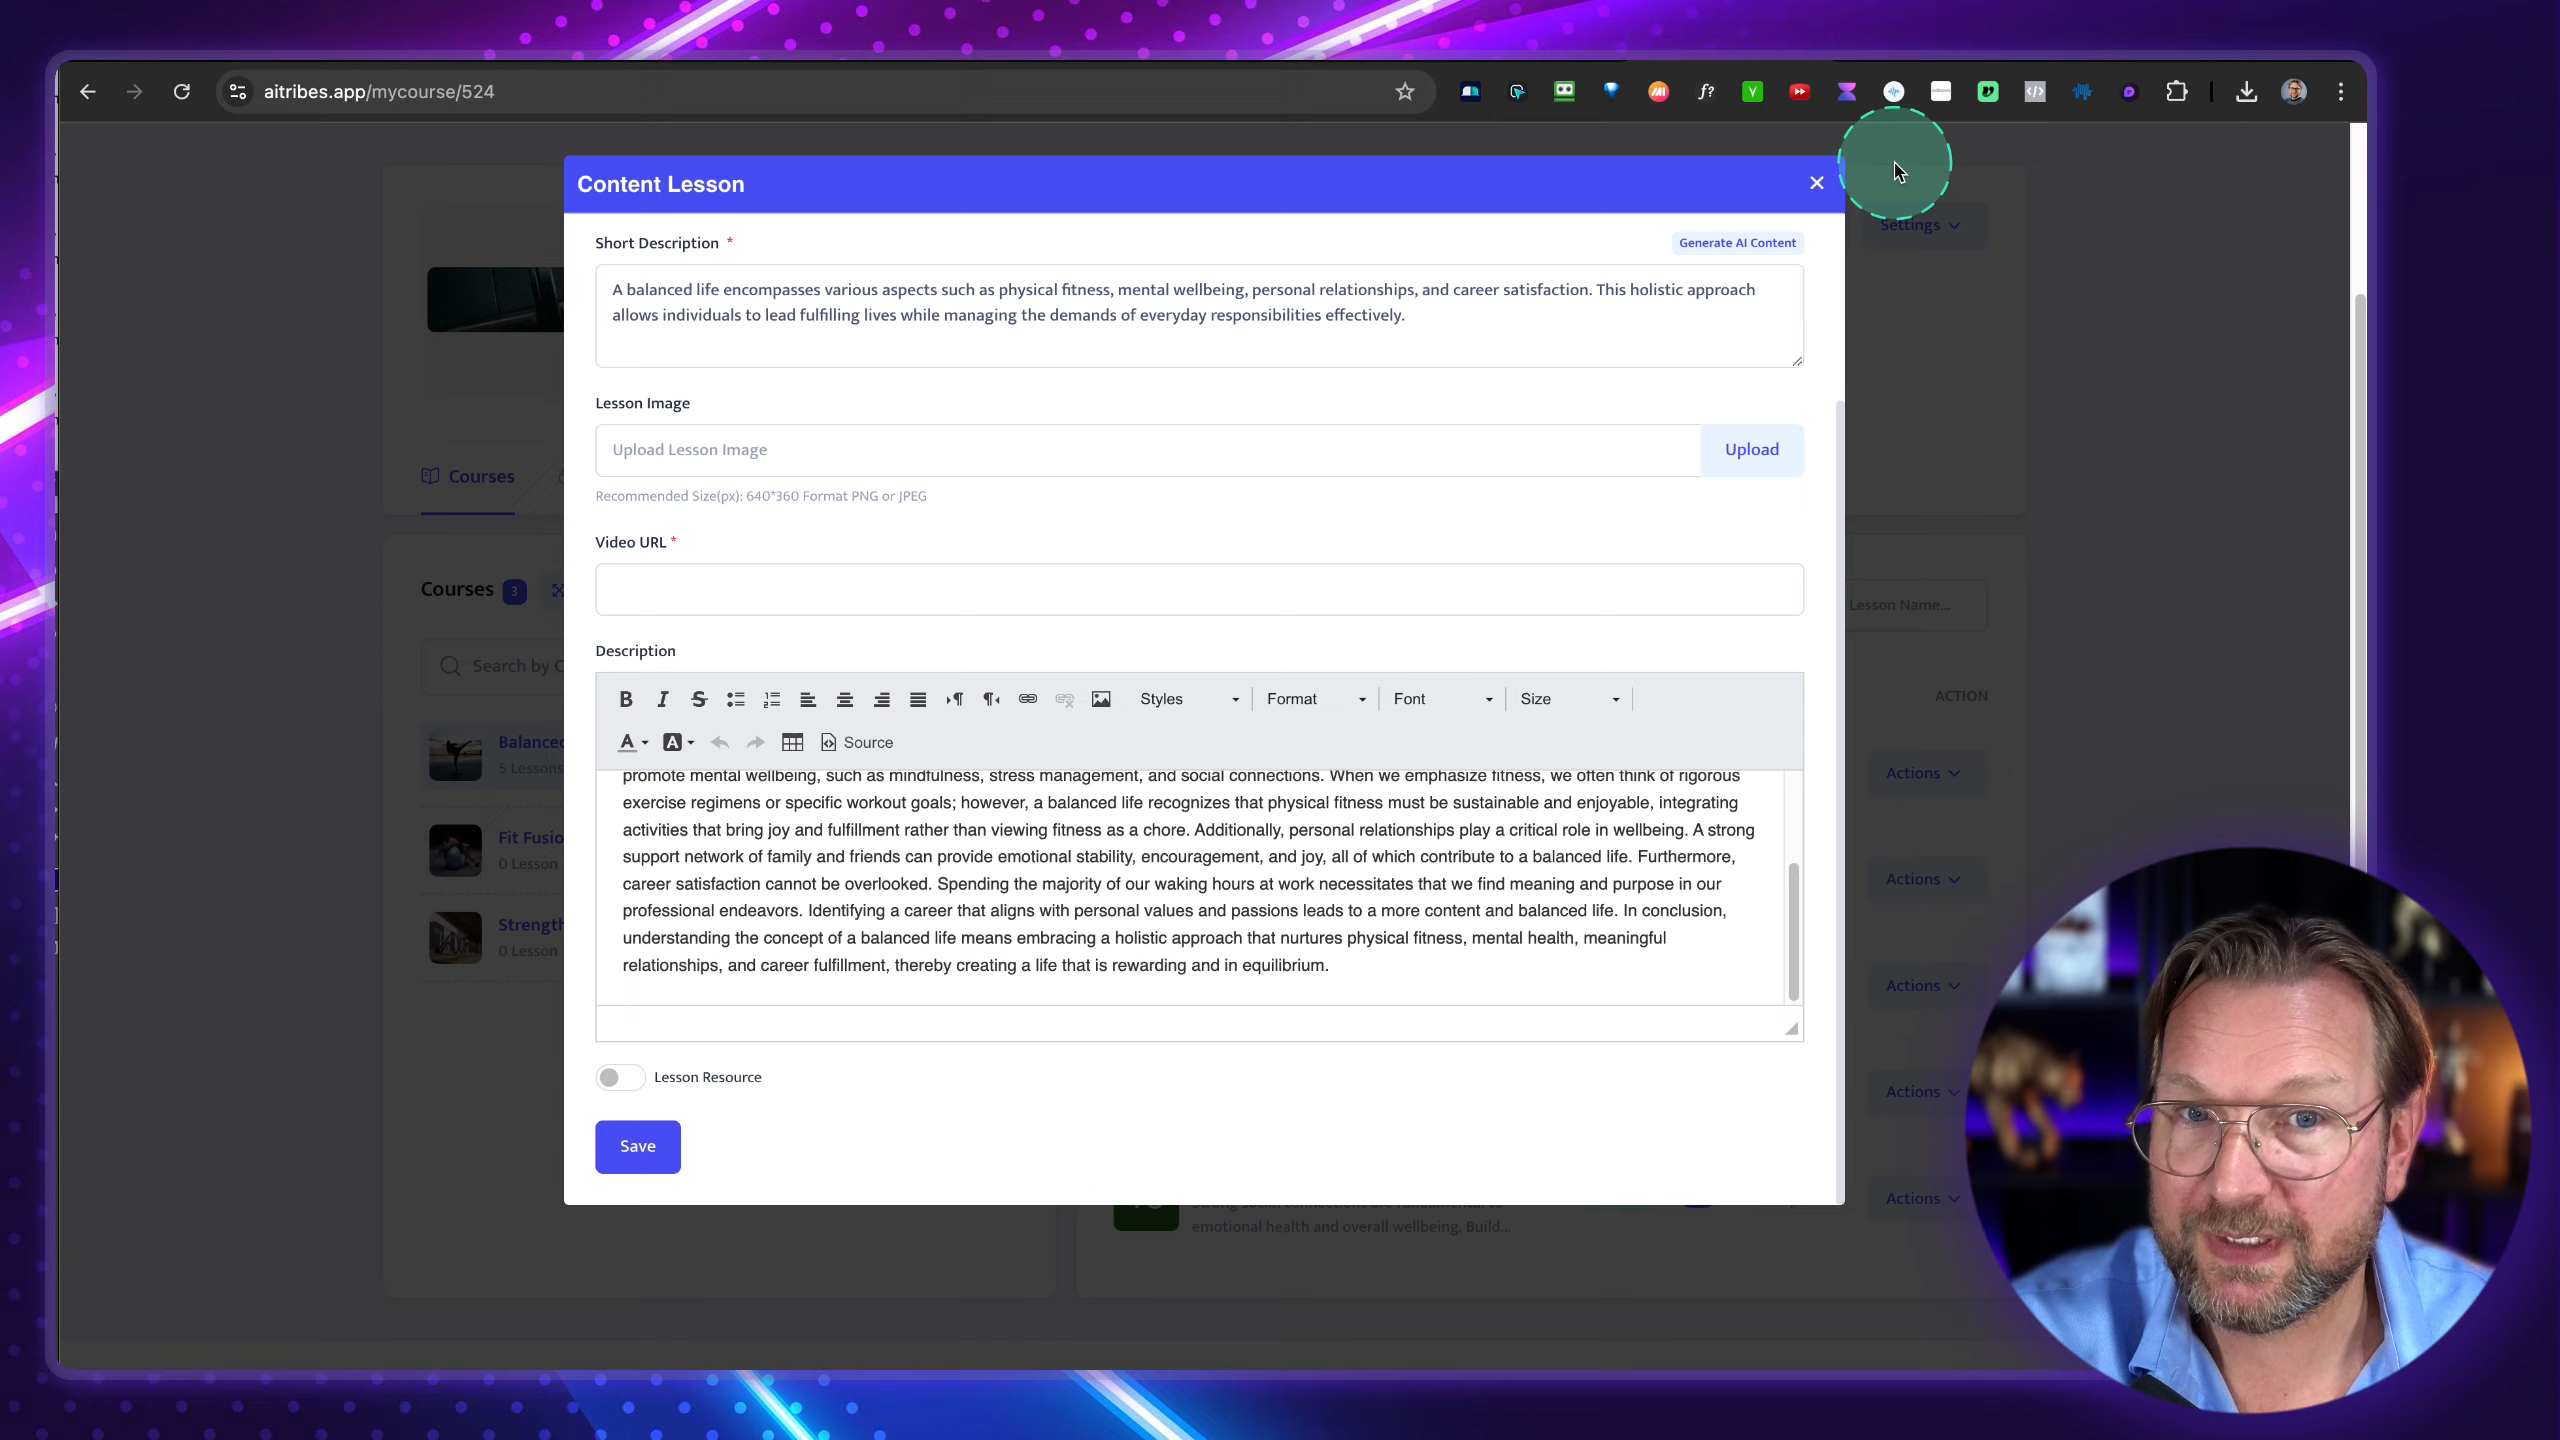 aitribes.app/mycourse/524
Content Lesson
Settings
Short Description *
Generate AI Content
A balanced life encompasses various aspects such as physical fitness, mental wellbeing, personal relationships, and career satisfaction. This holistic approach
allows individuals to lead fulfilling lives while managing the demands of everyday responsibilities effectively.
Lesson Image
Upload Lesson Image
Upload
Recommended Size(px): 640*360 Format PNG or JPEG
Courses
Video URL *
Courses 3
Lesson Name...
Description
Search by C
ACTION
Styles
Format
Font
Size
Source
Balanced
5 Lessons
Actions
promote mental wellbeing, such as mindfulness, stress management, and social connections. When we emphasize fitness, we often think of rigorous
exercise regimens or specific workout goals; however, a balanced life recognizes that physical fitness must be sustainable and enjoyable, integrating
activities that bring joy and fulfillment rather than viewing fitness as a chore. Additionally, personal relationships play a critical role in wellbeing. A strong
support network of family and friends can provide emotional stability, encouragement, and joy, all of which contribute to a balanced life. Furthermore,
career satisfaction cannot be overlooked. Spending the majority of our waking hours at work necessitates that we find meaning and purpose in our
professional endeavors. Identifying a career that aligns with personal values and passions leads to a more content and balanced life. In conclusion,
understanding the concept of a balanced life means embracing a holistic approach that nurtures physical fitness, mental health, meaningful
relationships, and career fulfillment, thereby creating a life that is rewarding and in equilibrium.
Fit Fusio
0 Lesson
Actions
Strength
0 Lesson
Actions
Lesson Resource
Actions
Save
Actions
emotional health and overall wellbeing. Build...